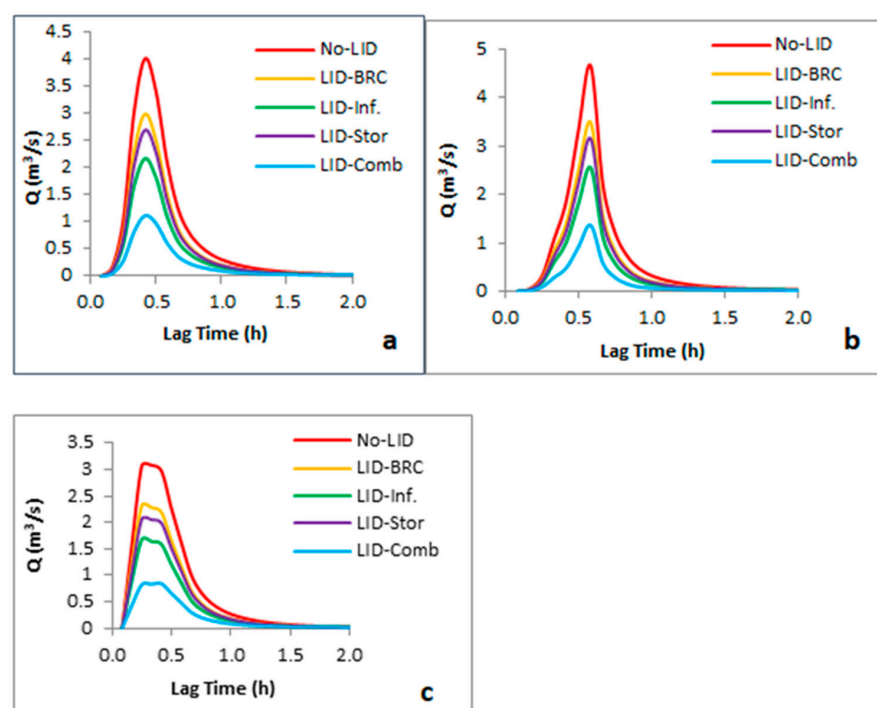 4.5
4
3.5
3
2.5
2
1.5
1
0.5
0
Q (m³/s)
0.0 0.5 1.0 1.5 2.0
Lag Time (h)
No-LID
LID-BRC
LID-Inf.
LID-Stor
LID-Comb
a
5
4
3
2
1
0
Q (m³/s)
0.0 0.5 1.0 1.5 2.0
Lag Time (h)
No-LID
LID-BRC
LID-Inf.
LID-Stor
LID-Comb
b
3.5
3
2.5
2
1.5
1
0.5
0
Q (m³/s)
0.0 0.5 1.0 1.5 2.0
Lag Time (h)
No-LID
LID-BRC
LID-Inf.
LID-Stor
LID-Comb
c